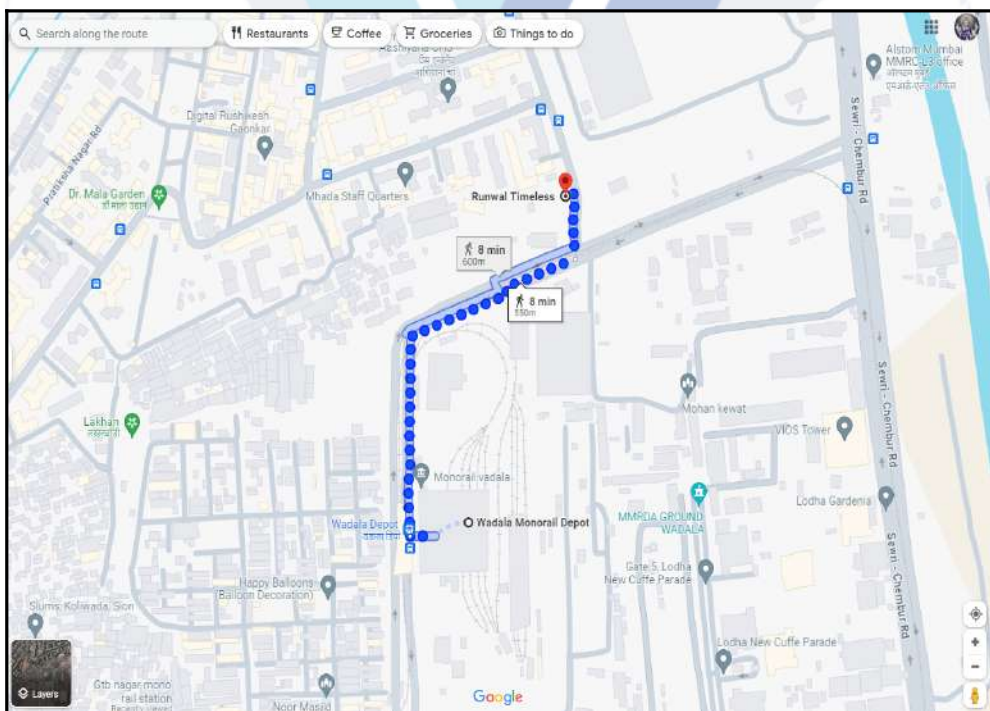 Search along the route
Restaurants
Coffee
Groceries
Things to do
Alstom Mumbai
MMRC-L3 office
Digital Rushikesh
Gaonkar
Pratiksha Nagar Rd
Sewri - Chembur Rd
Dr. Mala Garden
Mhada Staff Quarters
Runwal Timeless
8 min
600m
8 min
550m
Mohan kewat
Lakhan
VIOS Tower
Sewri - Chembur Rd
Monorail vadala
Lodha Gardenia
Wadala Depot
Wadala Monorail Depot
MMRDA GROUND
WADALA
Happy Balloons
(Balloon Decoration)
Gate 5, Lodha
New Cuffe Parade
Slums, Koliwada, Sion
Sewri - Chembur Rd
Lodha New Cuffe Parade
Layers
Gtb nagar mono
rail station
Recently viewed
Noor Masjid
Google